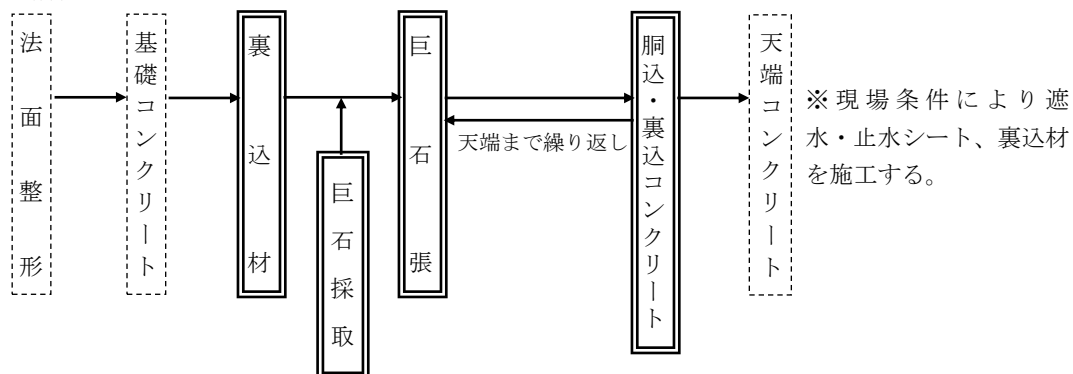 法面整形
基礎コンクリート
裏込材
巨石採取
巨石張
天端まで繰り返し
胴込・裏込コンクリート
天端コンクリート
※現場条件により遮
水・止水シート、裏込材
を施工する。